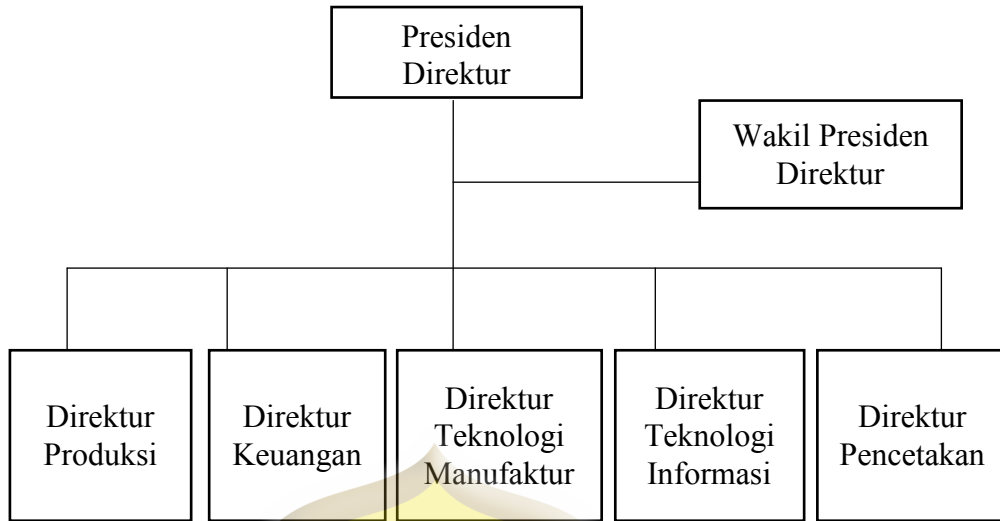 Presiden
Direktur
Wakil Presiden
Direktur
Direktur
Produksi
Direktur
Keuangan
Direktur
Teknologi
Manufaktur
Direktur
Teknologi
Informasi
Direktur
Pencetakan